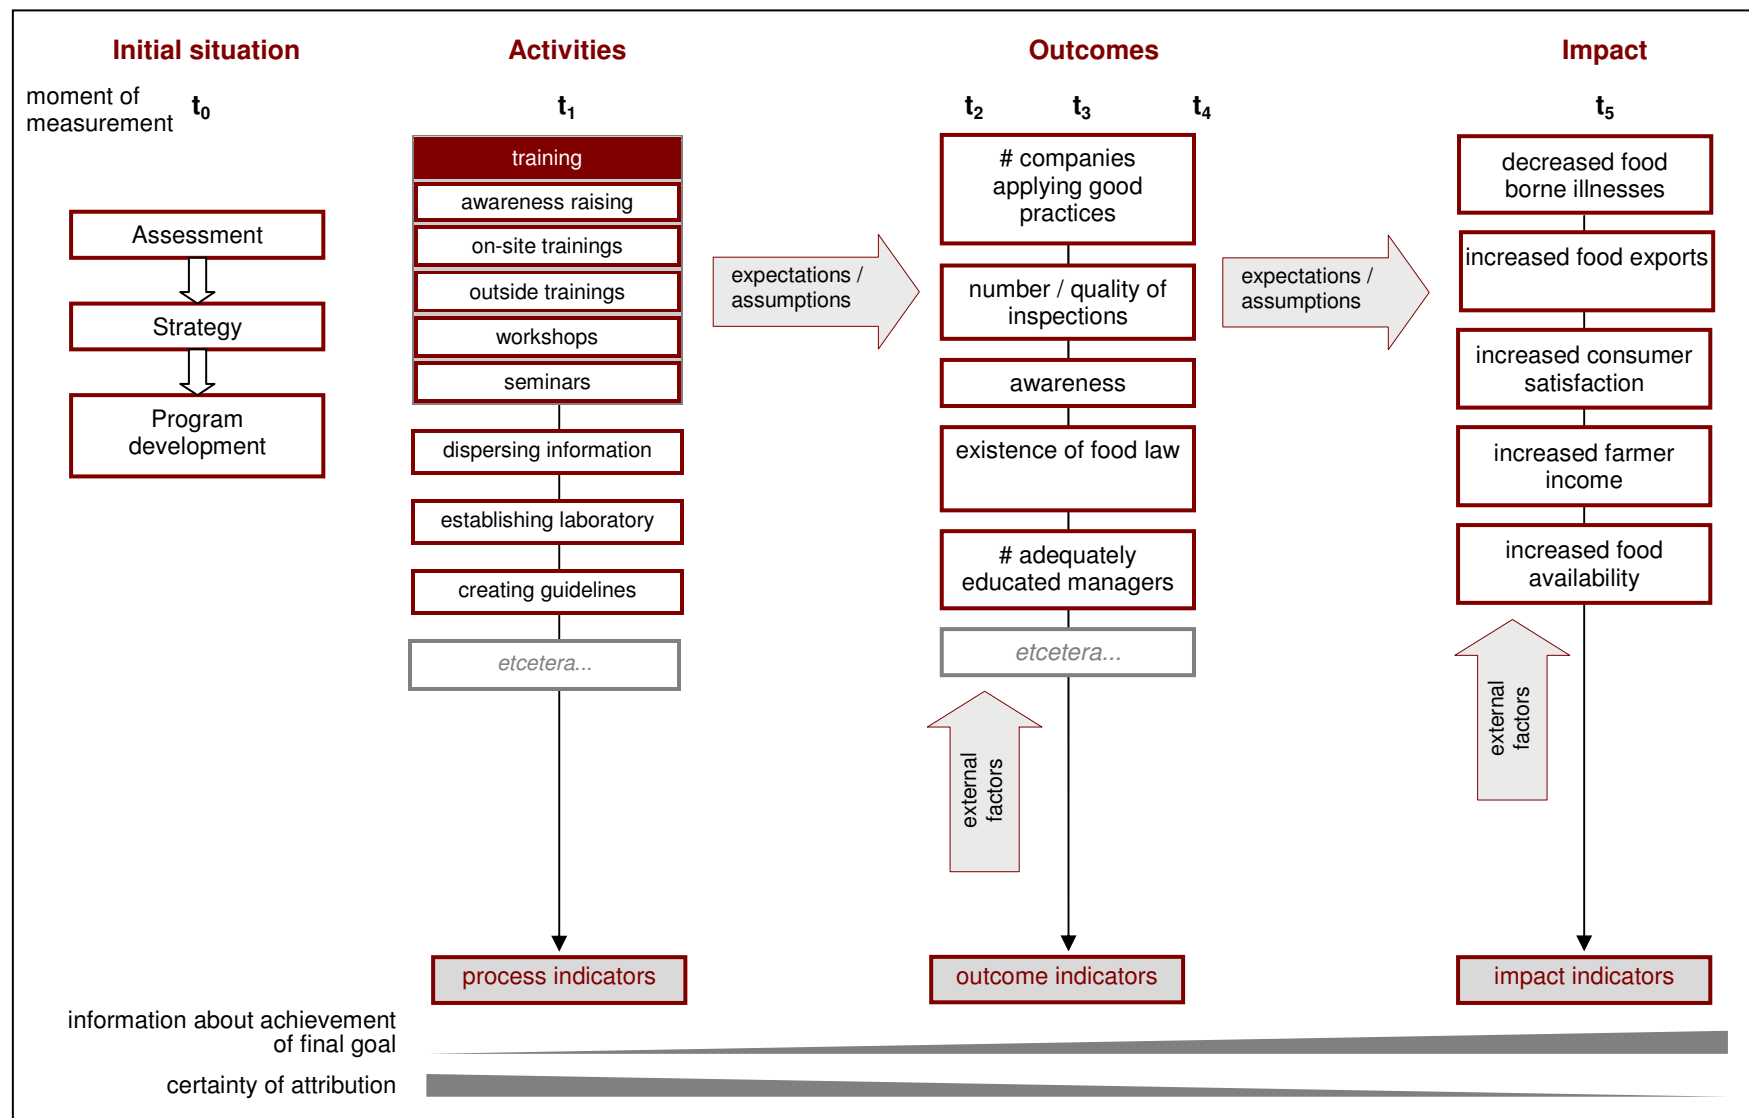 Initial situation
Activities
Outcomes
Impact
moment of
measurement
t0
t1
t2
t3
t4
t5
Assessment
Strategy
Program
development
training
awareness raising
on-site trainings
outside trainings
workshops
seminars
dispersing information
establishing laboratory
creating guidelines
etcetera...
process indicators
expectations /
assumptions
# companies
applying good
practices
number / quality of
inspections
awareness
existence of food law
# adequately
educated managers
etcetera...
external
factors
outcome indicators
expectations /
assumptions
decreased food
borne illnesses
increased food exports
increased consumer
satisfaction
increased farmer
income
increased food
availability
external
factors
impact indicators
information about achievement
of final goal
certainty of attribution